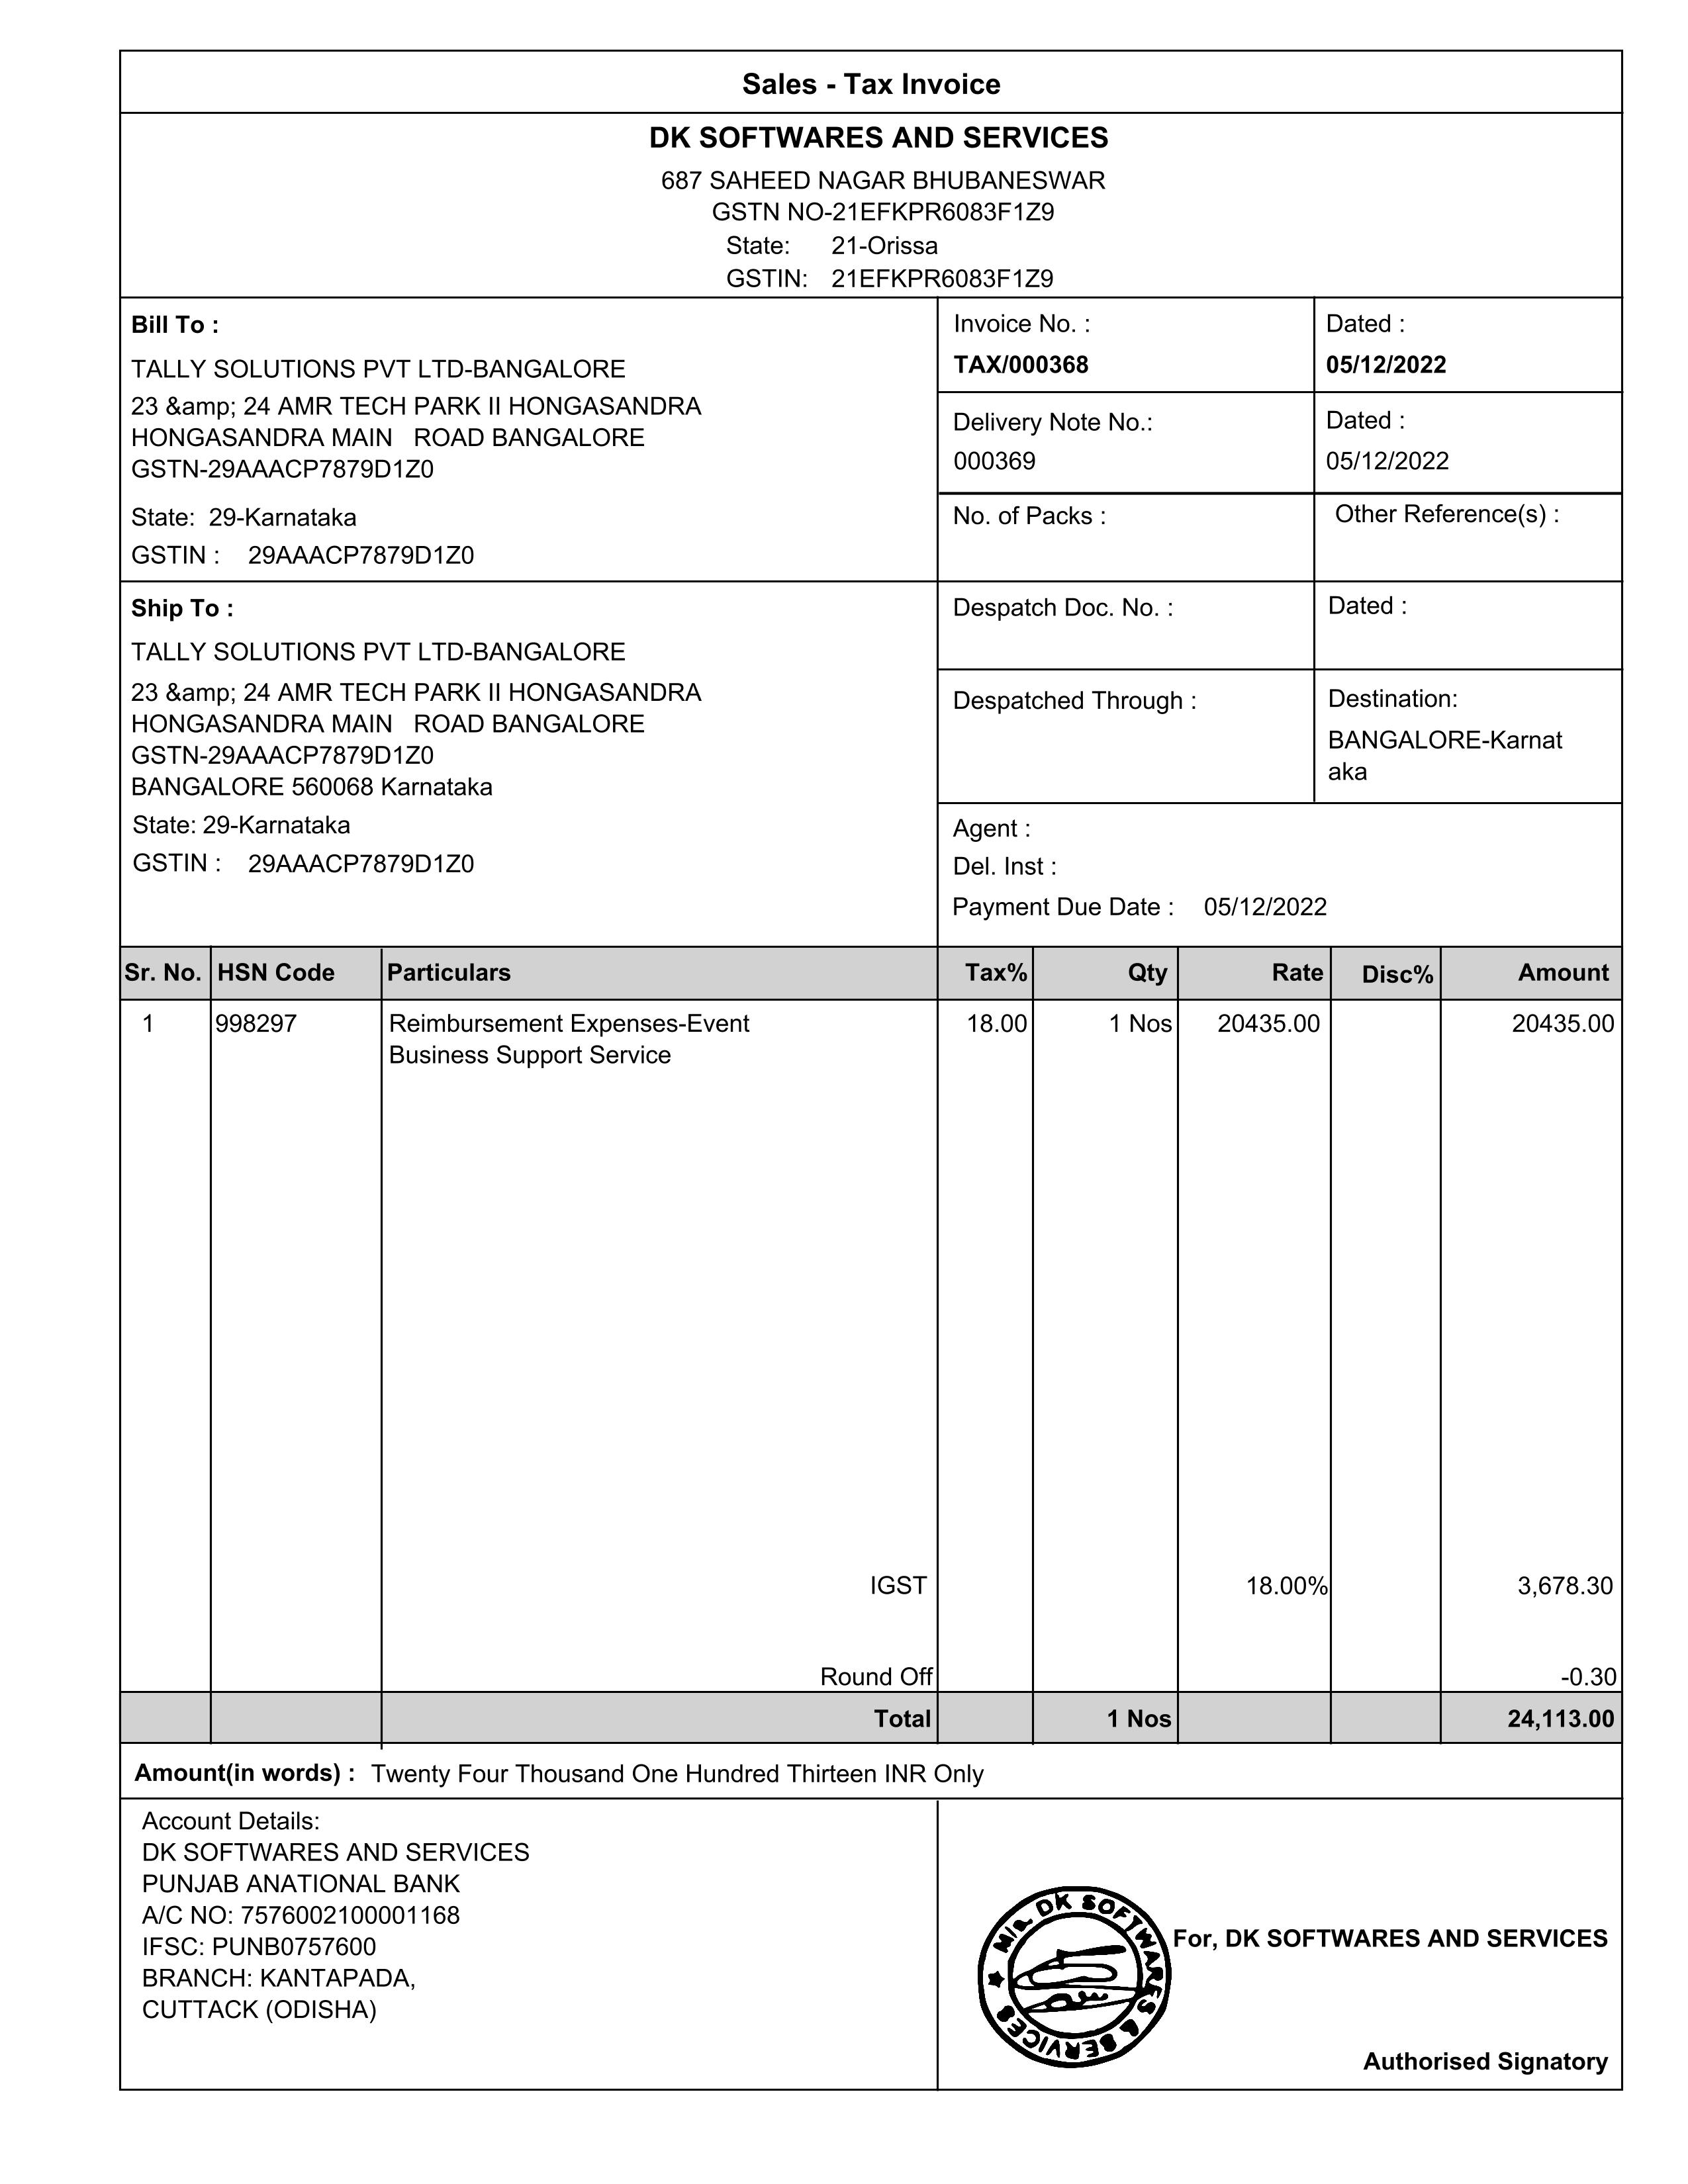 Sales - Tax Invoice
DK SOFTWARES AND SERVICES
687 SAHEED NAGAR BHUBANESWAR
GSTN NO-21EFKPR6083F1Z9
State: 21-Orissa
GSTIN: 21EFKPR6083F1Z9
Bill To :
TALLY SOLUTIONS PVT LTD-BANGALORE
23 &amp; 24 AMR TECH PARK II HONGASANDRA
HONGASANDRA MAIN ROAD BANGALORE
GSTN-29AAACP7879D1Z0
State: 29-Karnataka
GSTIN : 29AAACP7879D1Z0
Invoice No. :
TAX/000368
Dated :
05/12/2022
Delivery Note No.:
000369
Dated :
05/12/2022
No. of Packs :
Other Reference(s) :
Ship To :
TALLY SOLUTIONS PVT LTD-BANGALORE
23 &amp; 24 AMR TECH PARK II HONGASANDRA
HONGASANDRA MAIN ROAD BANGALORE
GSTN-29AAACP7879D1Z0
BANGALORE 560068 Karnataka
State: 29-Karnataka
GSTIN : 29AAACP7879D1Z0
Despatch Doc. No. :
Dated :
Despatched Through :
Destination:
BANGALORE-Karnat
aka
Agent :
Del. Inst :
Payment Due Date : 05/12/2022
Sr. No. HSN Code Particulars Tax% Qty Rate Disc% Amount
1 998297 Reimbursement Expenses-Event 18.00 1 Nos 20435.00 20435.00
Business Support Service
IGST 18.00% 3,678.30
Round Off -0.30
Total 1 Nos 24,113.00
Amount(in words) : Twenty Four Thousand One Hundred Thirteen INR Only
Account Details:
DK SOFTWARES AND SERVICES
PUNJAB ANATIONAL BANK
A/C NO: 7576002100001168
IFSC: PUNB0757600
BRANCH: KANTAPADA,
CUTTACK (ODISHA)
M/s. DK SOFTWARES & SERVICES
For, DK SOFTWARES AND SERVICES
Authorised Signatory